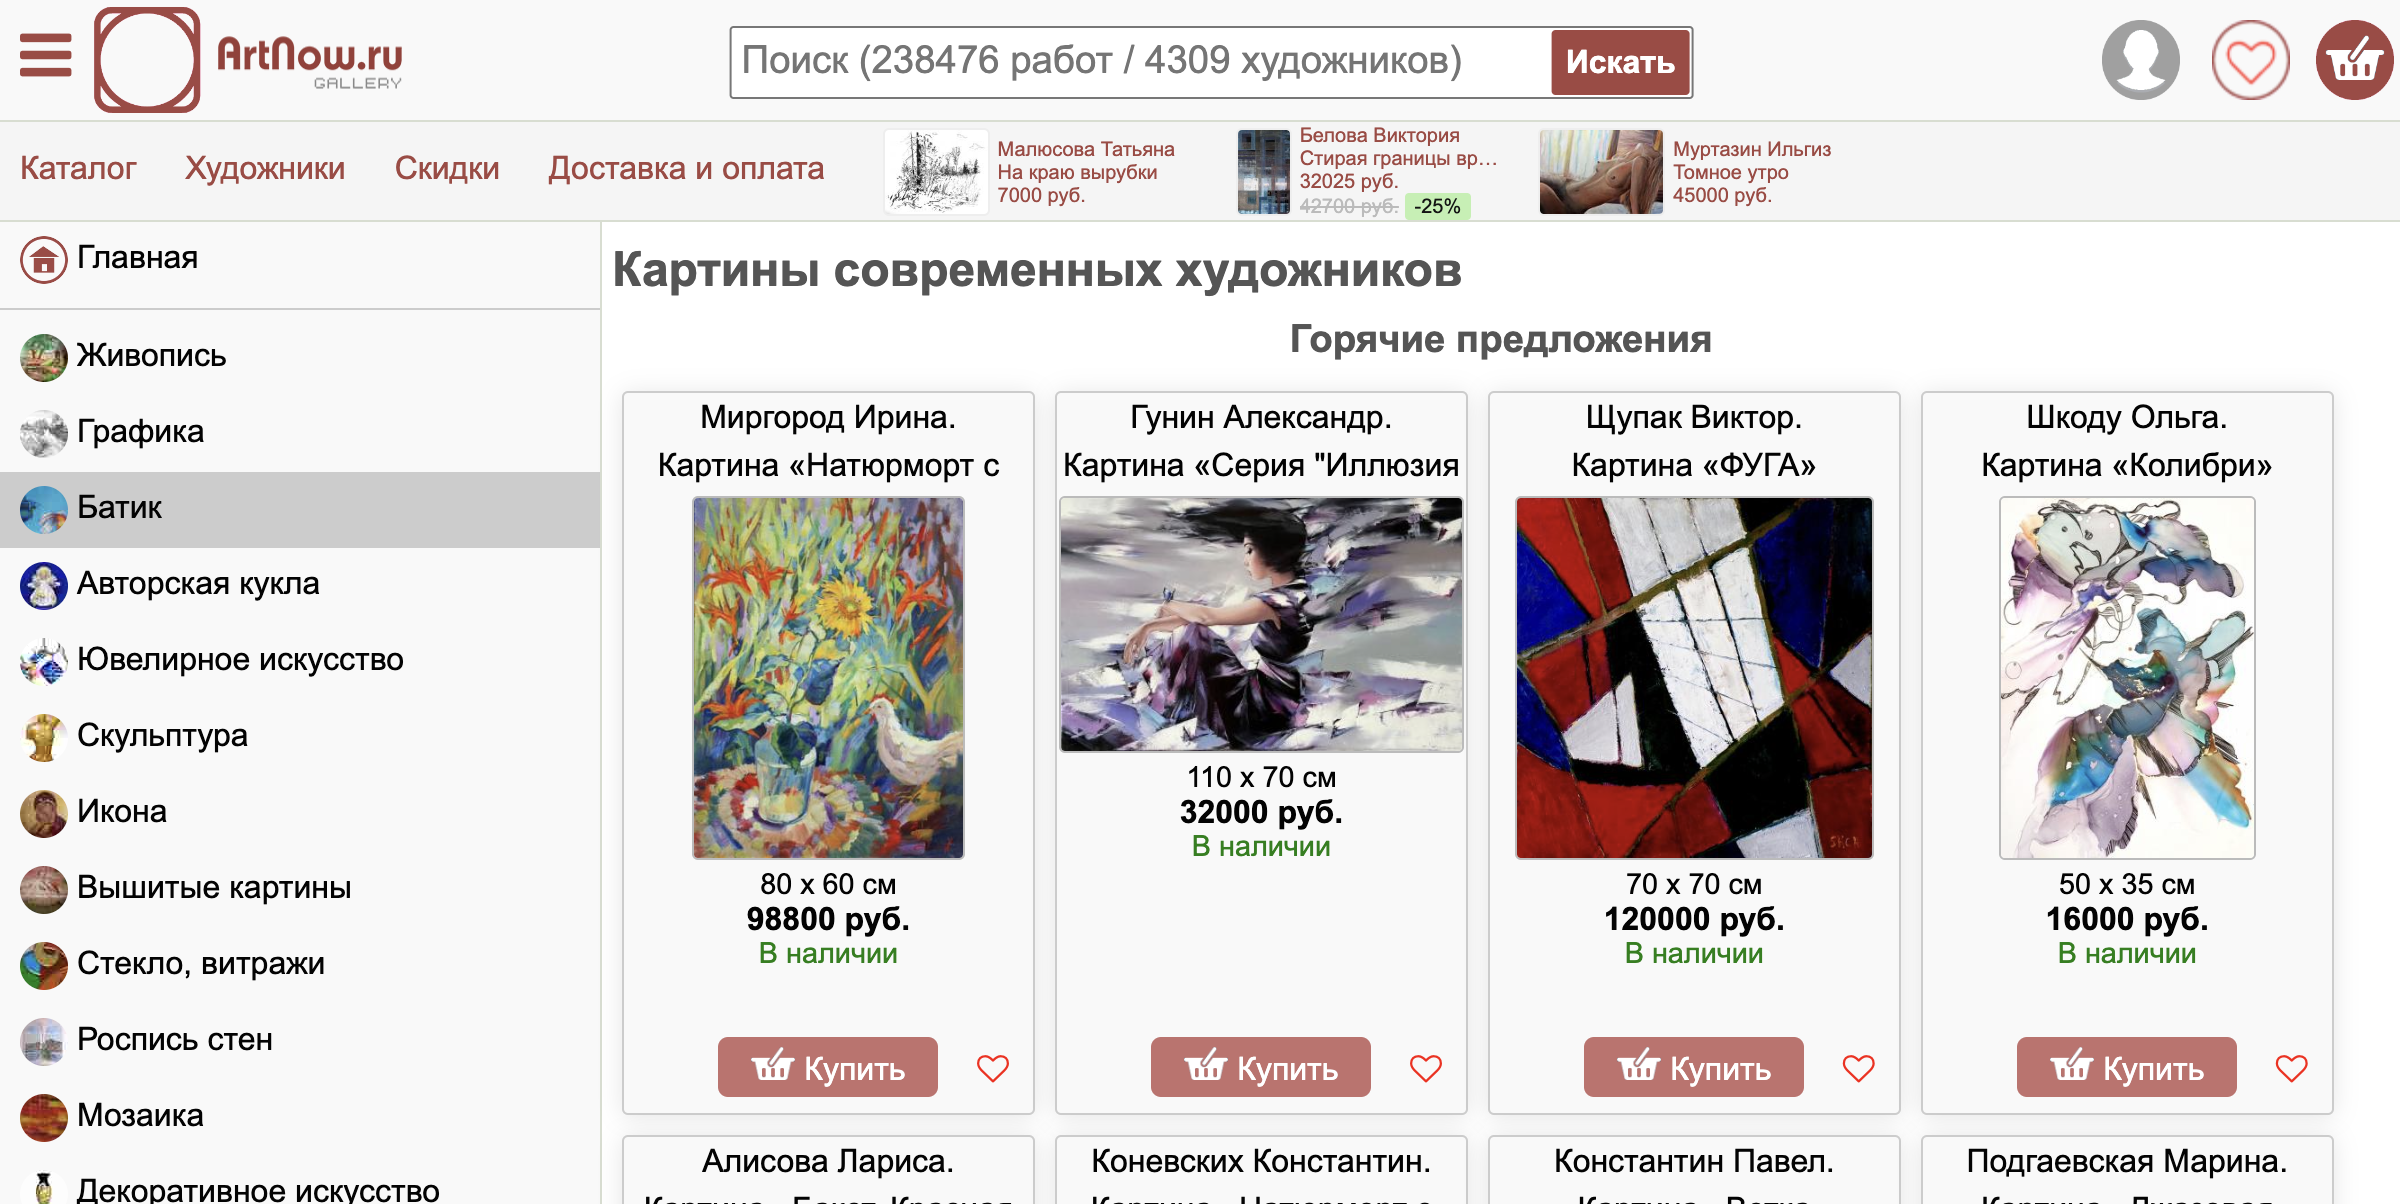 ArtNow.ru
GALLERY
Поиск (238476 работ / 4309 художников)
Искать
Каталог
Художники
Скидки
Доставка и оплата
Малюсова Татьяна
На краю вырубки
7000 руб.
Белова Виктория
Стирая границы вр...
32025 руб.
42700 руб. -25%
Муртазин Ильгиз
Томное утро
45000 руб.
Главная
Живопись
Графика
Батик
Авторская кукла
Ювелирное искусство
Скульптура
Икона
Вышитые картины
Стекло, витражи
Роспись стен
Мозаика
Декоративное искусство
Картины современных художников
Горячие предложения
Миргород Ирина.
Картина «Натюрморт с
80 x 60 см
98800 руб.
В наличии
Купить
Гунин Александр.
Картина «Серия "Иллюзия
110 x 70 см
32000 руб.
В наличии
Купить
Щупак Виктор.
Картина «ФУГА»
70 x 70 см
120000 руб.
В наличии
Купить
Шкоду Ольга.
Картина «Колибри»
50 x 35 см
16000 руб.
В наличии
Купить
Алисова Лариса.
Коневских Константин.
Константин Павел.
Подгаевская Марина.